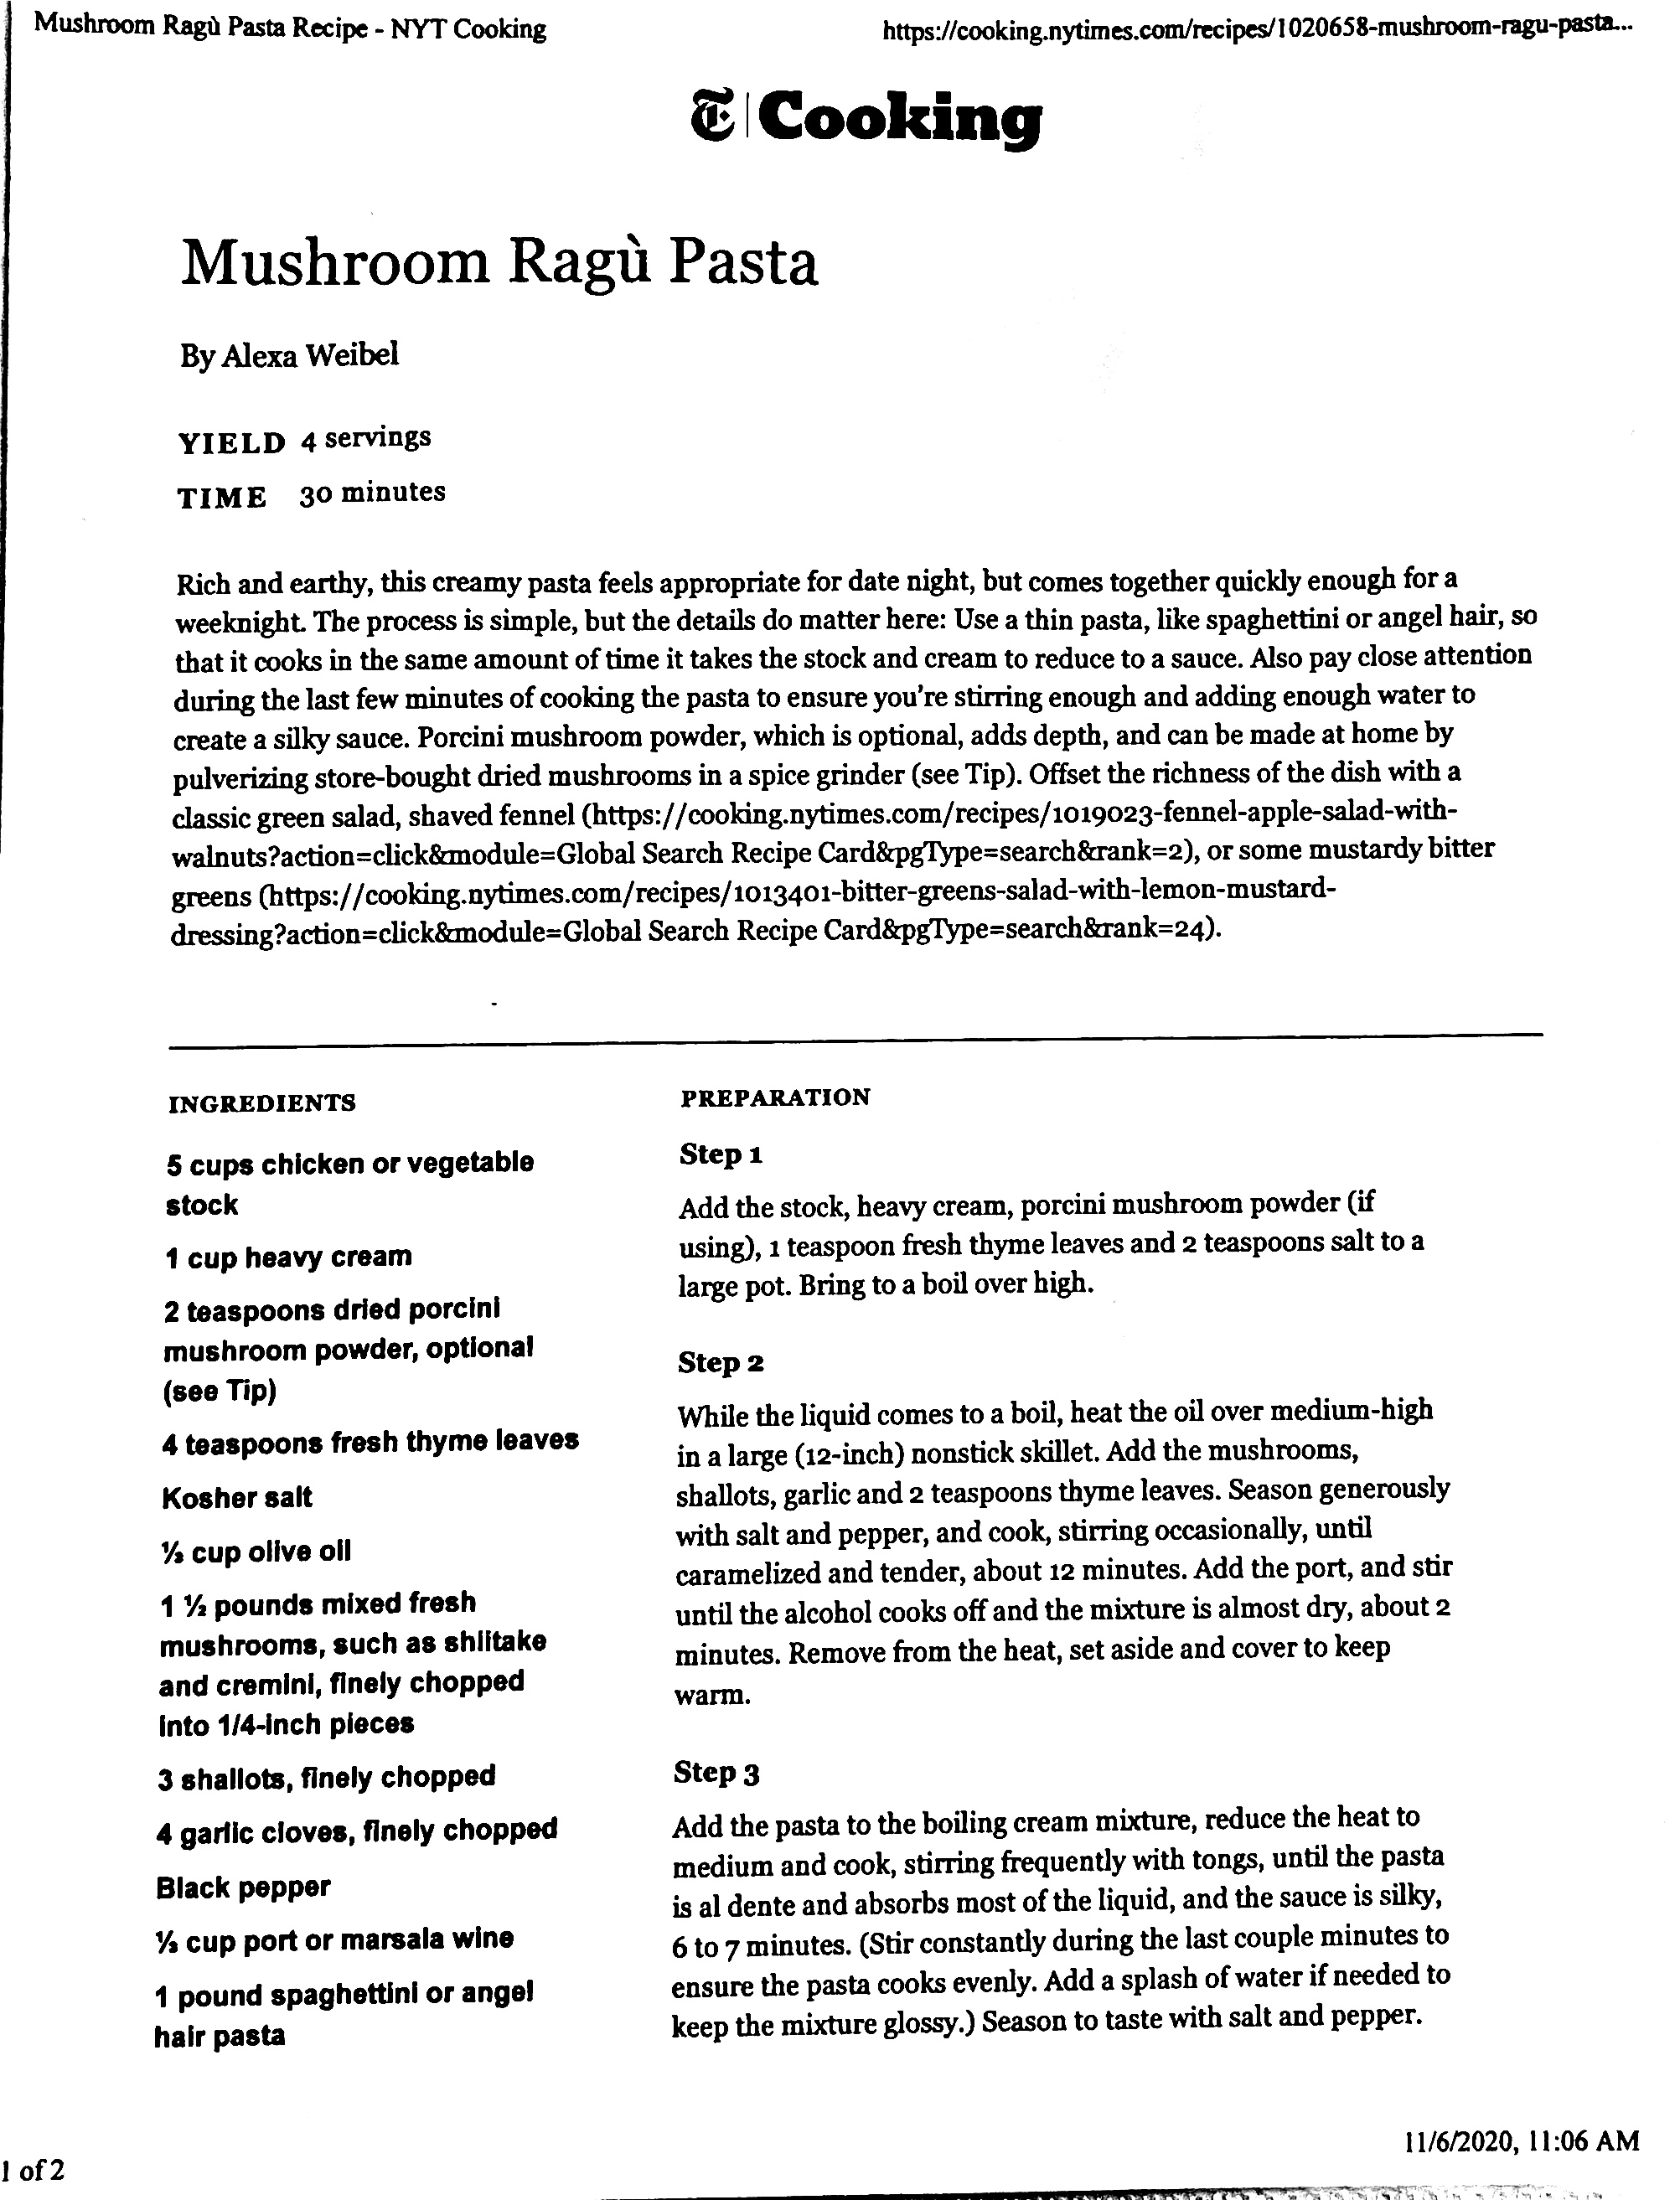 Mushroom Ragù Pasta Recipe - NYT Cooking
https://cooking.nytimes.com/recipes/1020658-mushroom-ragu-pasta...
T | Cooking
Mushroom Ragù Pasta
By Alexa Weibel
YIELD 4 servings
TIME 30 minutes
Rich and earthy, this creamy pasta feels appropriate for date night, but comes together quickly enough for a
weeknight. The process is simple, but the details do matter here: Use a thin pasta, like spaghettini or angel hair, so
that it cooks in the same amount of time it takes the stock and cream to reduce to a sauce. Also pay close attention
during the last few minutes of cooking the pasta to ensure you're stirring enough and adding enough water to
create a silky sauce. Porcini mushroom powder, which is optional, adds depth, and can be made at home by
pulverizing store-bought dried mushrooms in a spice grinder (see Tip). Offset the richness of the dish with a
classic green salad, shaved fennel (https://cooking.nytimes.com/recipes/1019023-fennel-apple-salad-with-
walnuts?action=click&module=Global Search Recipe Card&pgType=search&rank=2), or some mustardy bitter
greens (https://cooking.nytimes.com/recipes/1013401-bitter-greens-salad-with-lemon-mustard-
dressing?action=click&module=Global Search Recipe Card&pgType=search&rank=24).
INGREDIENTS
5 cups chicken or vegetable
stock
1 cup heavy cream
2 teaspoons dried porcini
mushroom powder, optional
(see Tip)
4 teaspoons fresh thyme leaves
Kosher salt
⅓ cup olive oil
1 ½ pounds mixed fresh
mushrooms, such as shiitake
and cremini, finely chopped
into 1/4-inch pieces
3 shallots, finely chopped
4 garlic cloves, finely chopped
Black pepper
⅓ cup port or marsala wine
1 pound spaghettini or angel
hair pasta
PREPARATION
Step 1
Add the stock, heavy cream, porcini mushroom powder (if
using), 1 teaspoon fresh thyme leaves and 2 teaspoons salt to a
large pot. Bring to a boil over high.
Step 2
While the liquid comes to a boil, heat the oil over medium-high
in a large (12-inch) nonstick skillet. Add the mushrooms,
shallots, garlic and 2 teaspoons thyme leaves. Season generously
with salt and pepper, and cook, stirring occasionally, until
caramelized and tender, about 12 minutes. Add the port, and stir
until the alcohol cooks off and the mixture is almost dry, about 2
minutes. Remove from the heat, set aside and cover to keep
warm.
Step 3
Add the pasta to the boiling cream mixture, reduce the heat to
medium and cook, stirring frequently with tongs, until the pasta
is al dente and absorbs most of the liquid, and the sauce is silky,
6 to 7 minutes. (Stir constantly during the last couple minutes to
ensure the pasta cooks evenly. Add a splash of water if needed to
keep the mixture glossy.) Season to taste with salt and pepper.
1 of 2
11/6/2020, 11:06 AM